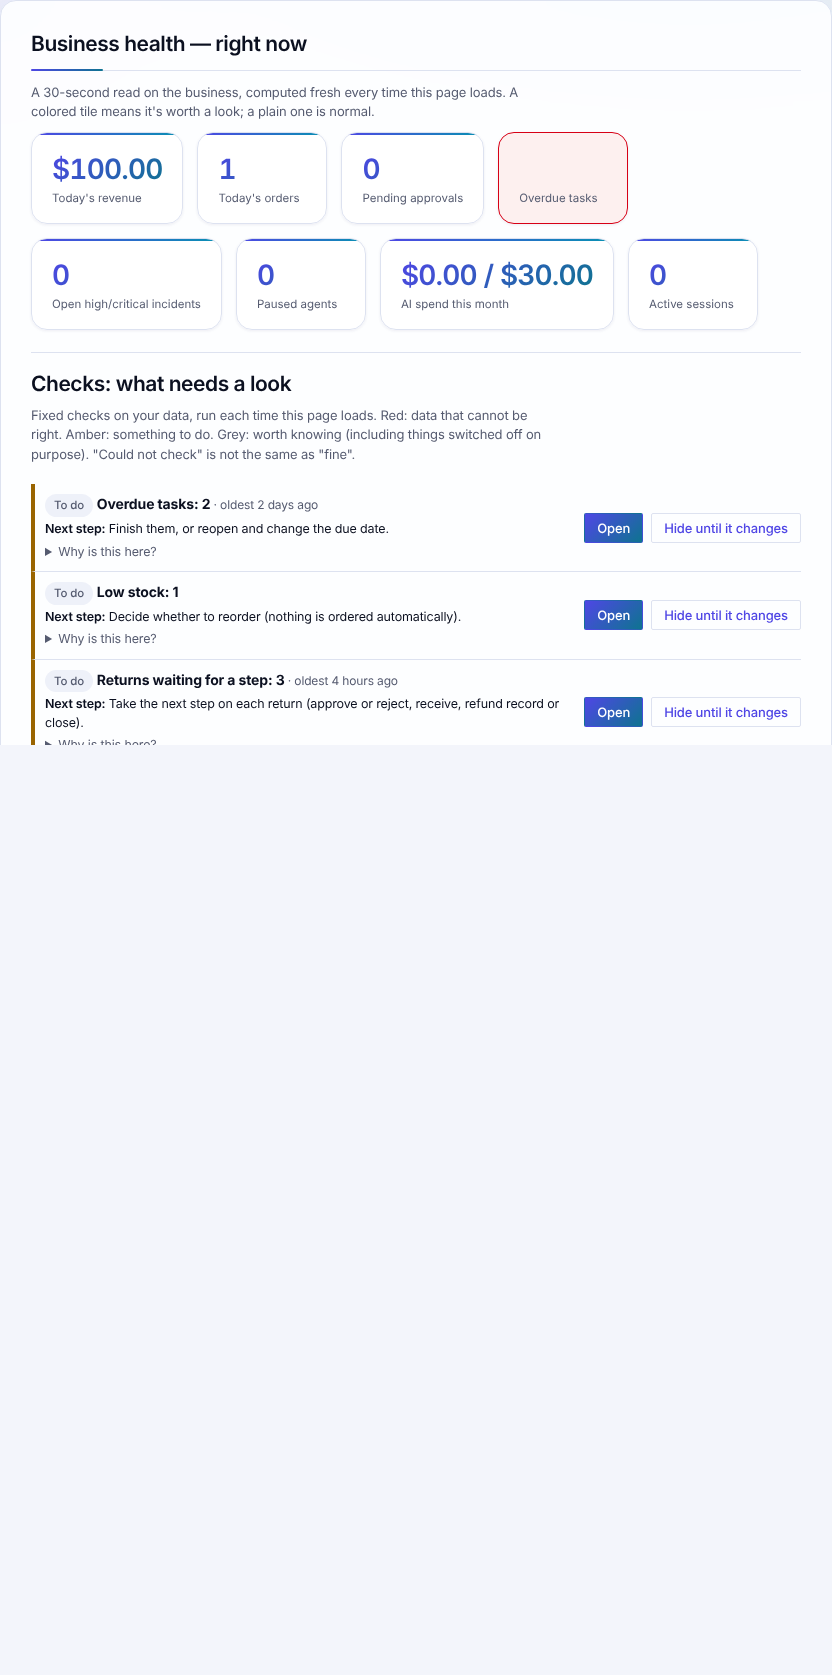 Business health — right now
A 30-second read on the business, computed fresh every time this page loads. A
colored tile means it's worth a look; a plain one is normal.
$100.00
Today's revenue
1
Today's orders
0
Pending approvals
Overdue tasks
0
Open high/critical incidents
0
Paused agents
$0.00 / $30.00
AI spend this month
0
Active sessions
Checks: what needs a look
Fixed checks on your data, run each time this page loads. Red: data that cannot be
right. Amber: something to do. Grey: worth knowing (including things switched off on
purpose). "Could not check" is not the same as "fine".
To do Overdue tasks: 2 · oldest 2 days ago
Next step: Finish them, or reopen and change the due date.
Why is this here?
Open
Hide until it changes
To do Low stock: 1
Next step: Decide whether to reorder (nothing is ordered automatically).
Why is this here?
Open
Hide until it changes
To do Returns waiting for a step: 3 · oldest 4 hours ago
Next step: Take the next step on each return (approve or reject, receive, refund record or
close).
Why is this here?
Open
Hide until it changes